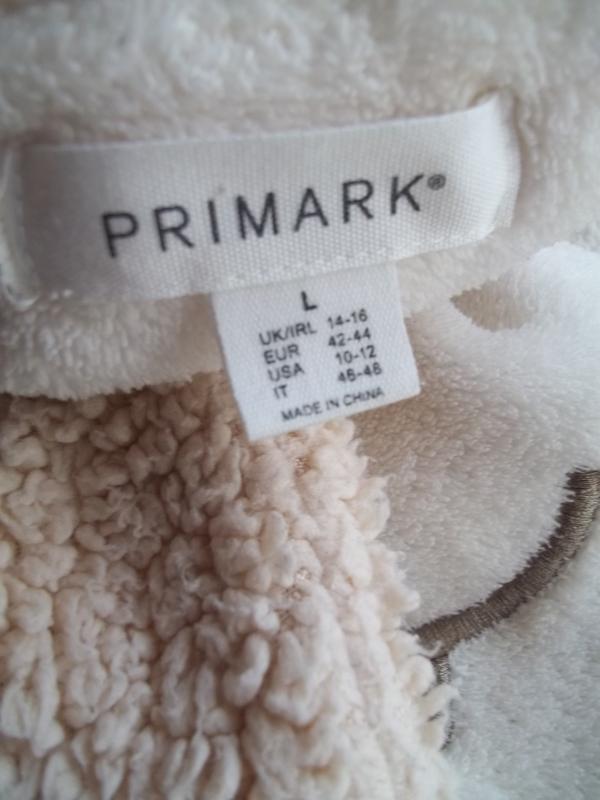 PRIMARK®
L
UK/IRL 14-16
EUR 42-44
USA 10-12
IT 46-48
MADE IN CHINA